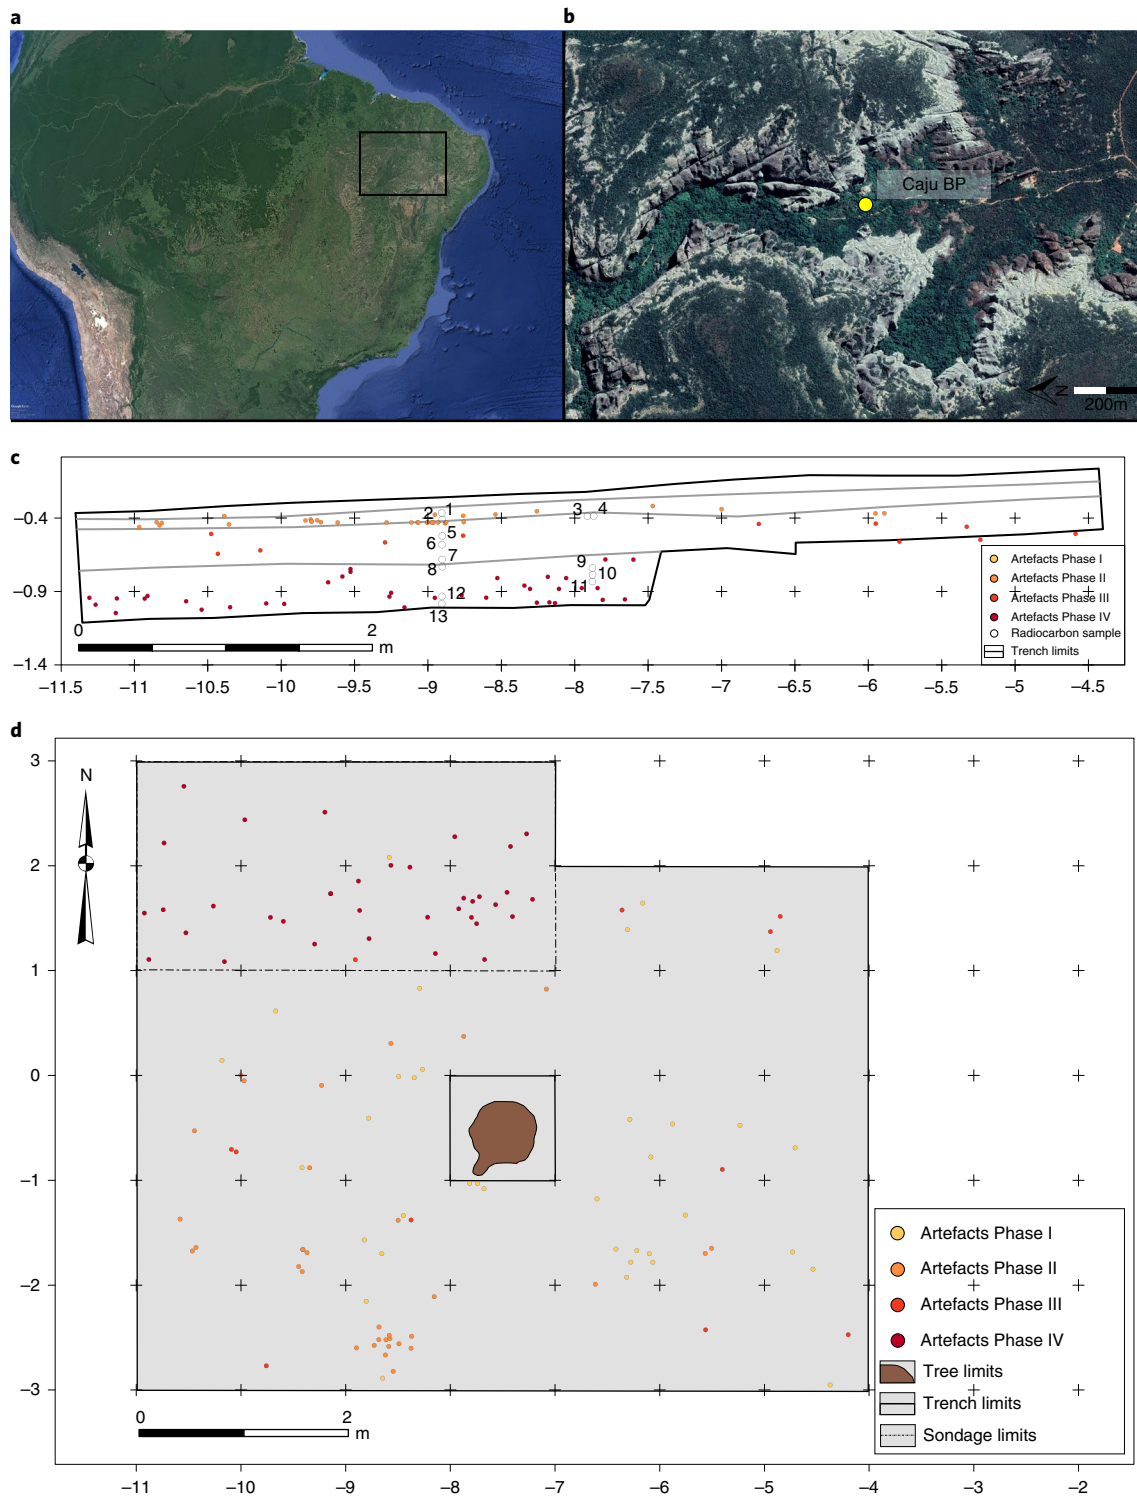 a
b
Caju BP
N
200m
c
−0.4
−0.9
−1.4
1
2
3
4
5
6
7
8
9
10
11
12
13
0
2
m
Artefacts Phase I
Artefacts Phase II
Artefacts Phase III
Artefacts Phase IV
Radiocarbon sample
Trench limits
−11.5
−11
−10.5
−10
−9.5
−9
−8.5
−8
−7.5
−7
−6.5
−6
−5.5
−5
−4.5
d
3
2
1
0
−1
−2
−3
N
Artefacts Phase I
Artefacts Phase II
Artefacts Phase III
Artefacts Phase IV
Tree limits
Trench limits
Sondage limits
0
2
m
−11
−10
−9
−8
−7
−6
−5
−4
−3
−2